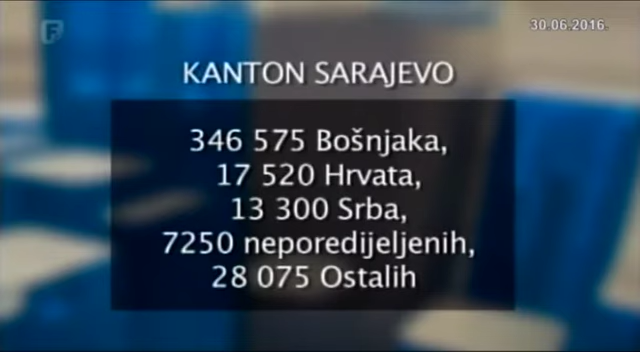 F
30.06.2016.
KANTON SARAJEVO
346 575 Bošnjaka,
17 520 Hrvata,
13 300 Srba,
7250 neporedijeljenih,
28 075 Ostalih